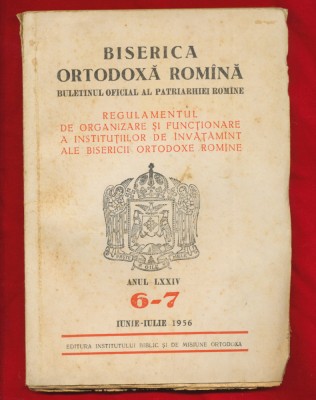 BISERICA
ORTODOXĂ ROMÎNĂ
BULETINUL OFICIAL AL PATRIARHIEI ROMÎNE
REGULAMENTUL
DE ORGANIZARE ȘI FUNCȚIONARE
A INSTITUȚIILOR DE ÎNVĂȚĂMÎNT
ALE BISERICII ORTODOXE ROMÎNE
ANUL LXXIV
6-7
IUNIE-IULIE 1956
EDITURA INSTITUTULUI BIBLIC ȘI DE MISIUNE ORTODOXĂ